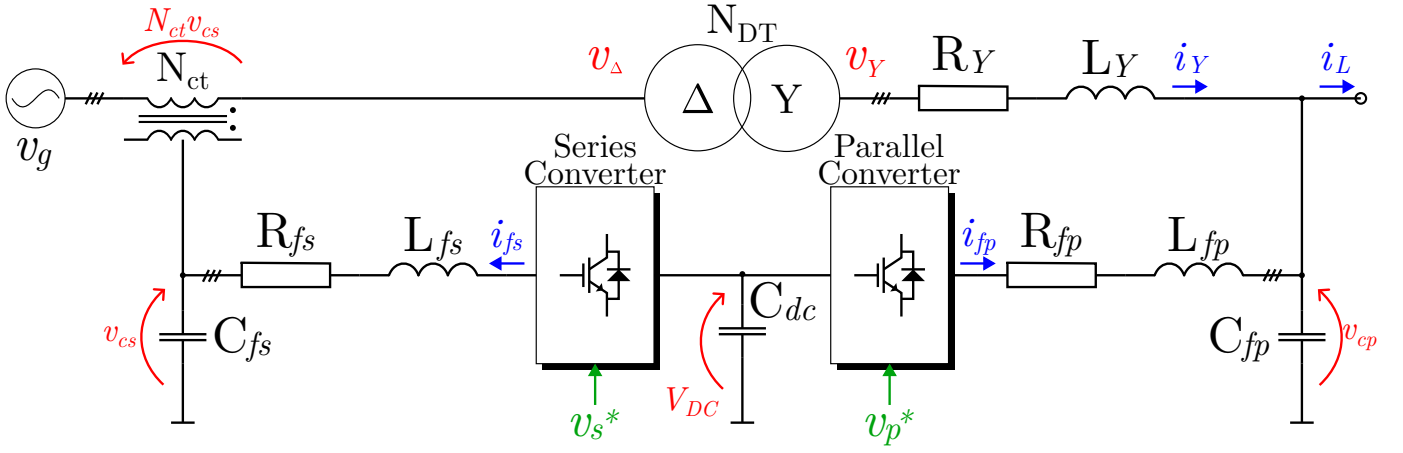 N_ct v_cs
N_ct
v_g
v_Δ
N_DT
Δ
Y
v_Y
R_Y
L_Y
i_Y
i_L
Series
Converter
Parallel
Converter
R_fs
L_fs
i_fs
i_fp
R_fp
L_fp
v_cs
C_fs
C_dc
V_DC
C_fp
v_cp
v_s*
v_p*